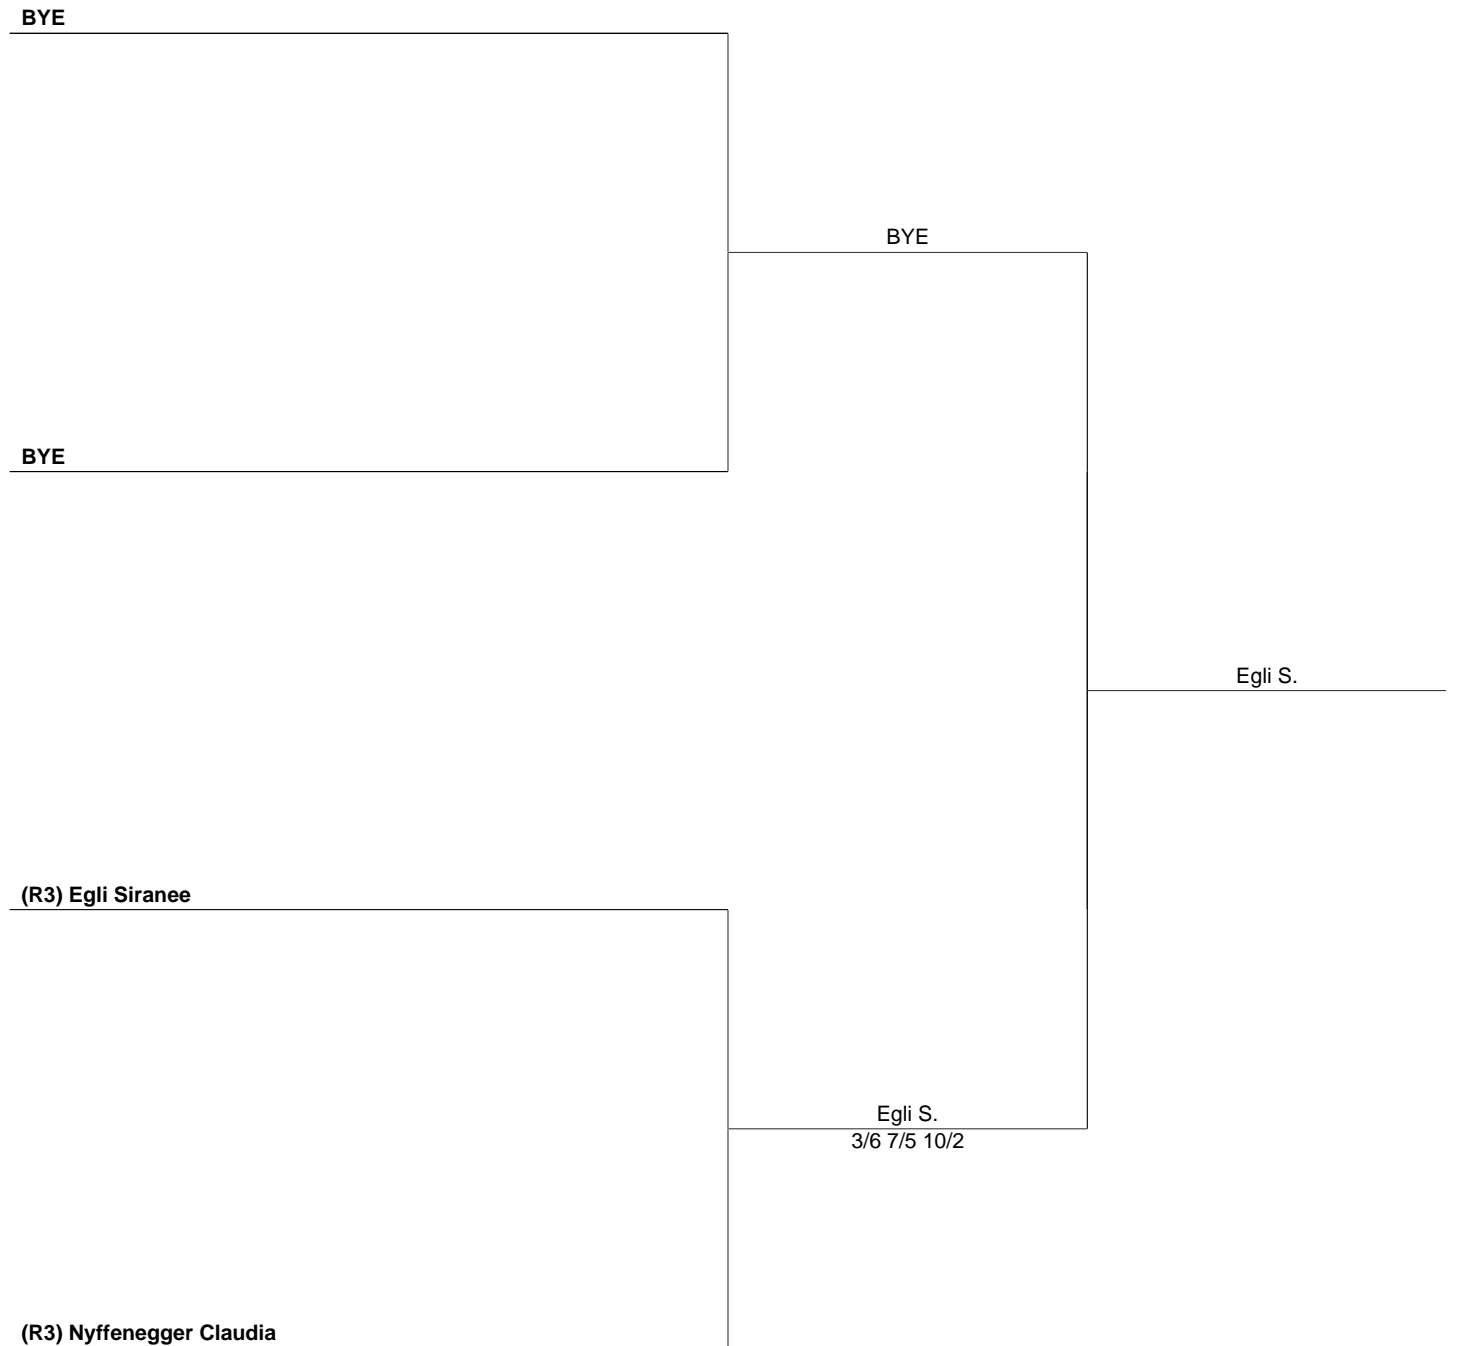 BYE
BYE
BYE
Egli S.
(R3) Egli Siranee
Egli S.
3/6 7/5 10/2
(R3) Nyffenegger Claudia